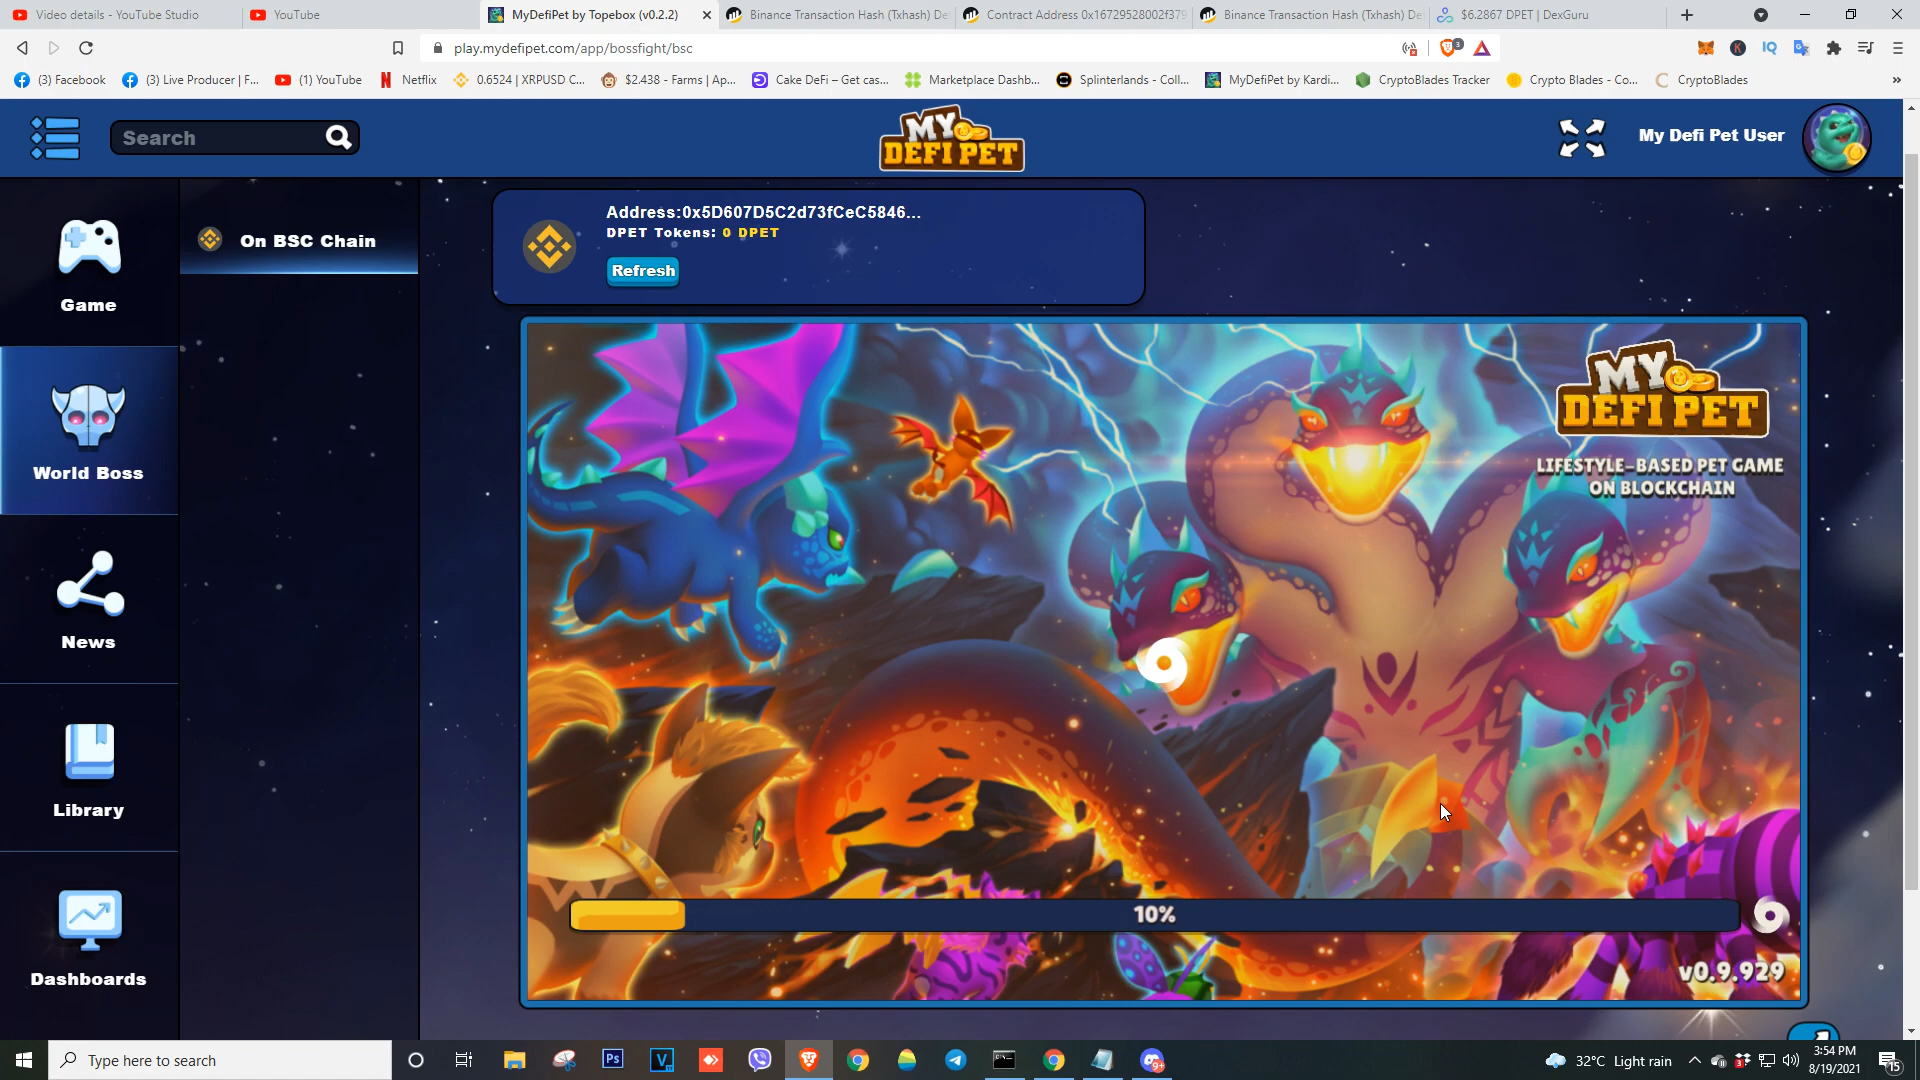 Video details - YouTube Studio
YouTube
MyDefiPet by Topebox (v0.2.2)
Binance Transaction Hash (Txhash) De
Contract Address 0x16729528002f379
Binance Transaction Hash (Txhash) De
$6.2867 DPET | DexGuru
play.mydefipet.com/app/bossfight/bsc
3
(3) Facebook
(3) Live Producer | F...
(1) YouTube
Netflix
0.6524 | XRPUSD C...
$2.438 - Farms | Ap...
Cake DeFi – Get cas...
Marketplace Dashb...
Splinterlands - Coll...
MyDefiPet by Kardi...
CryptoBlades Tracker
Crypto Blades - Co...
CryptoBlades
Search
MY
DEFI PET
My Defi Pet User
Game
World Boss
News
Library
Dashboards
On BSC Chain
Address:0x5D607D5C2d73fCeC5846...
DPET Tokens: 0 DPET
Refresh
MY
DEFI PET
LIFESTYLE-BASED PET GAME
ON BLOCKCHAIN
10%
v0.9.929
Type here to search
Ps
V
9+
32°C Light rain
3:54 PM
8/19/2021
15